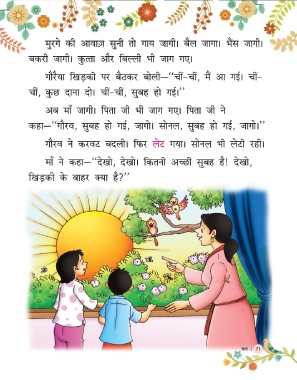 मुरगे की आवाज़ सुनी तो गाय जागी। बैल जागा। भैंस जागी।
बकरी जागी। कुत्ता और बिल्ली भी जाग गए।
गौरैया खिड़की पर बैठकर बोली—“चीं-चीं, मैं आ गई। चीं-
चीं, कुछ दाना दो। चीं-चीं, सुबह हो गई।”
अब माँ जागी। पिता जी भी जाग गए। पिता जी ने
कहा—“गौरव, सुबह हो गई, जागो। सोनल, सुबह हो गई, जागो।”
गौरव ने करवट बदली। फिर लेट गया। सोनल भी लेटी रही।
माँ ने कहा—“देखो, देखो। कितनी अच्छी सुबह है! देखो,
खिड़की के बाहर क्या है?”
21